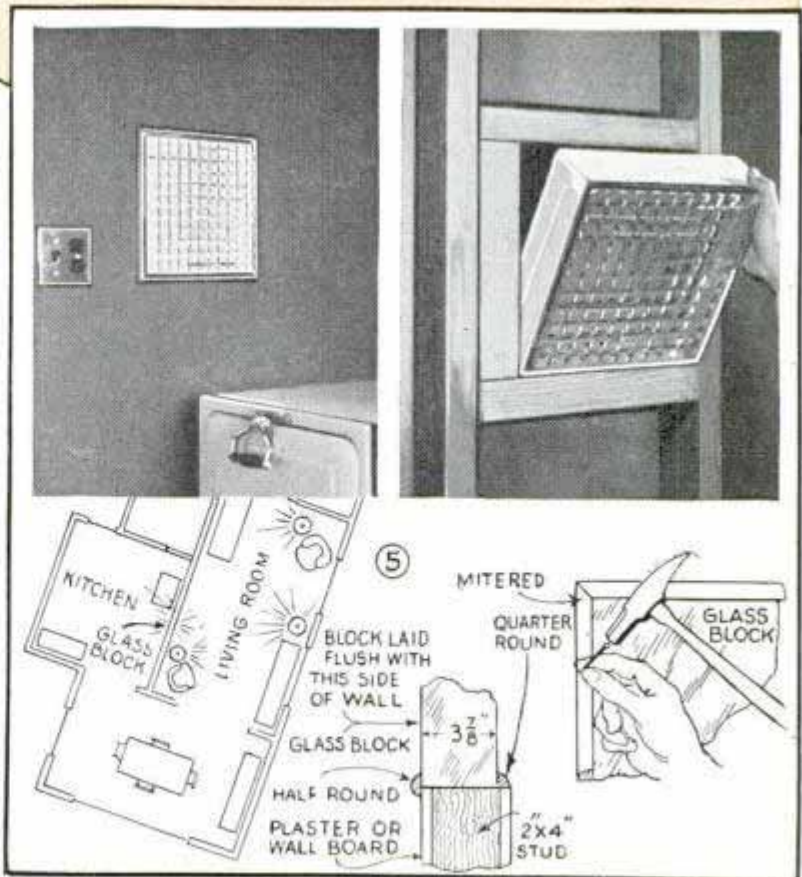 ⑤
KITCHEN
GLASS
BLOCK
LIVING ROOM
BLOCK LAID
FLUSH WITH
THIS SIDE
OF WALL
GLASS BLOCK
HALF ROUND
PLASTER OR
WALL BOARD
3 7/8"
2"X4"
STUD
MITERED
QUARTER
ROUND
GLASS
BLOCK